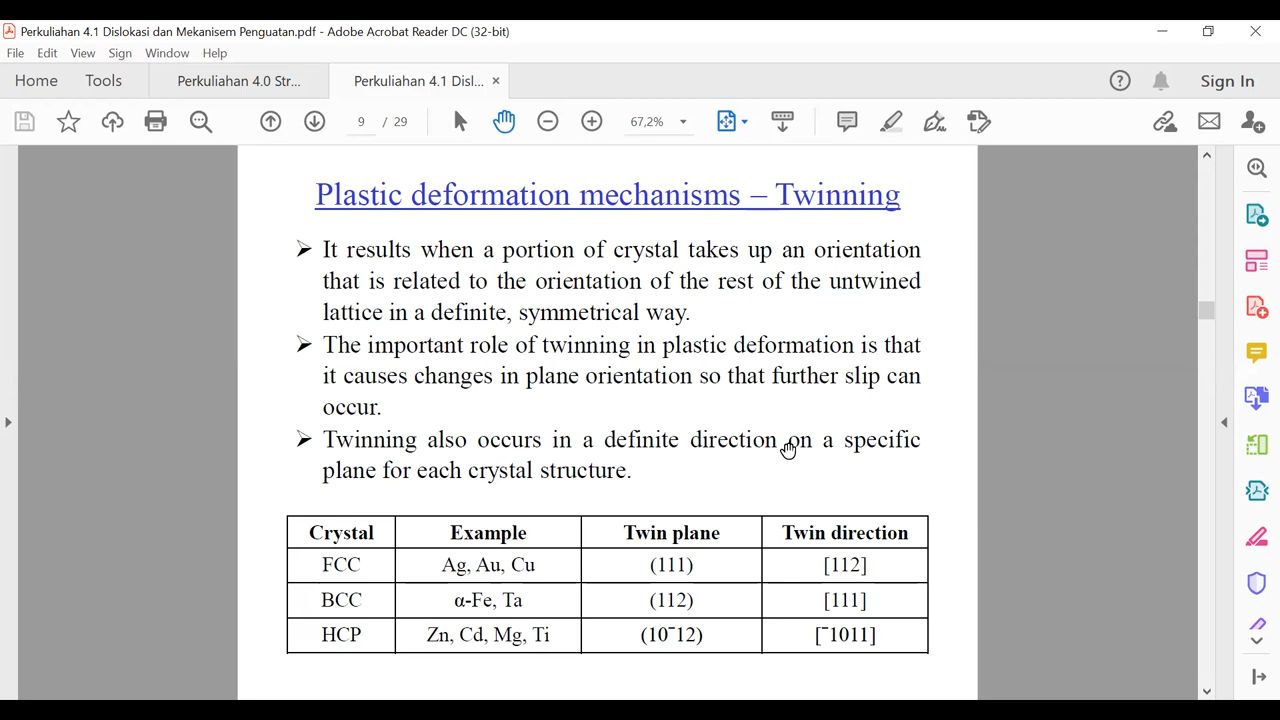 Perkuliahan 4.1 Dislokasi dan Mekanisem Penguatan.pdf - Adobe Acrobat Reader DC (32-bit)
File Edit View Sign Window Help
Home Tools Perkuliahan 4.0 Str... Perkuliahan 4.1 Disl... × Sign In
9 / 29 67,2%
Plastic deformation mechanisms – Twinning
➢ It results when a portion of crystal takes up an orientation
that is related to the orientation of the rest of the untwined
lattice in a definite, symmetrical way.
➢ The important role of twinning in plastic deformation is that
it causes changes in plane orientation so that further slip can
occur.
➢ Twinning also occurs in a definite direction on a specific
plane for each crystal structure.
Crystal Example Twin plane Twin direction
FCC Ag, Au, Cu (111) [112]
BCC α-Fe, Ta (112) [111]
HCP Zn, Cd, Mg, Ti (10¯12) [¯1011]